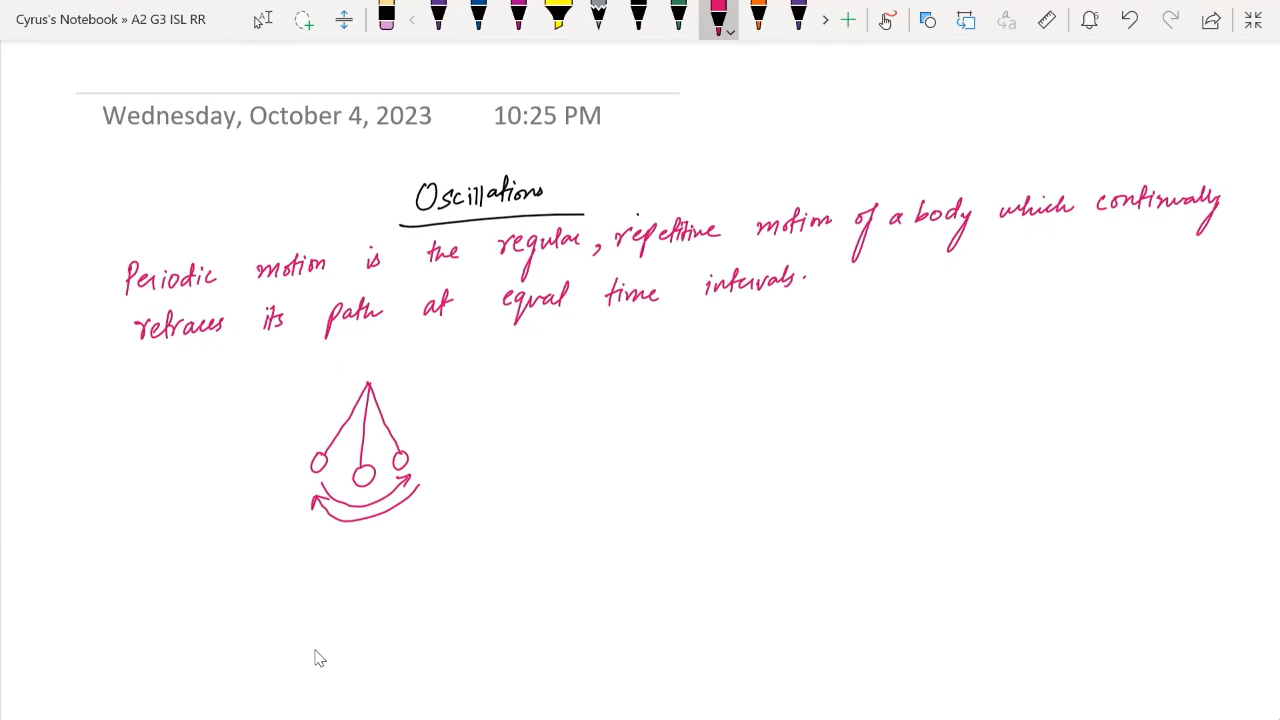 Cyrus's Notebook » A2 G3 ISL RR
Wednesday, October 4, 2023 10:25 PM
Oscillations
Periodic motion is the regular, repetitive motion of a body which continually
retraces its path at equal time intervals.